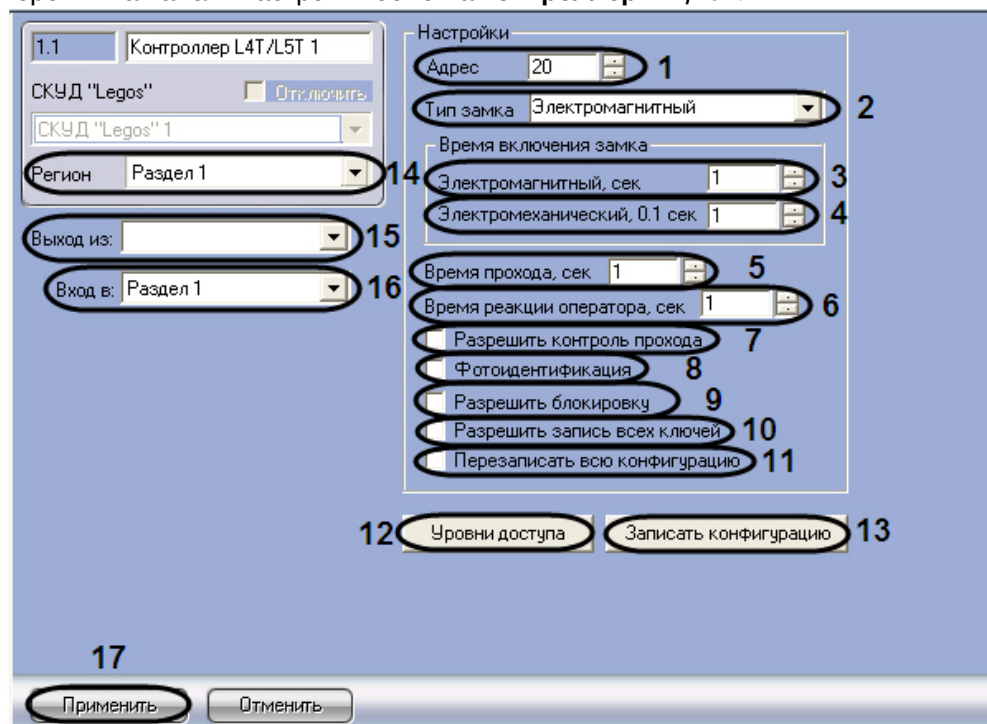 1.1 Контроллер L4T/L5T 1
СКУД "Legos" Отключить
СКУД "Legos" 1
Регион Раздел 1 14
Выход из: 15
Вход в: Раздел 1 16
Настройки
Адрес 20 1
Тип замка Электромагнитный 2
Время включения замка
Электромагнитный, сек 1 3
Электромеханический, 0.1 сек 1 4
Время прохода, сек 1 5
Время реакции оператора, сек 1 6
Разрешить контроль прохода 7
Фотоидентификация 8
Разрешить блокировку 9
Разрешить запись всех ключей 10
Перезаписать всю конфигурацию 11
12 Уровни доступа Записать конфигурацию 13
17
Применить Отменить